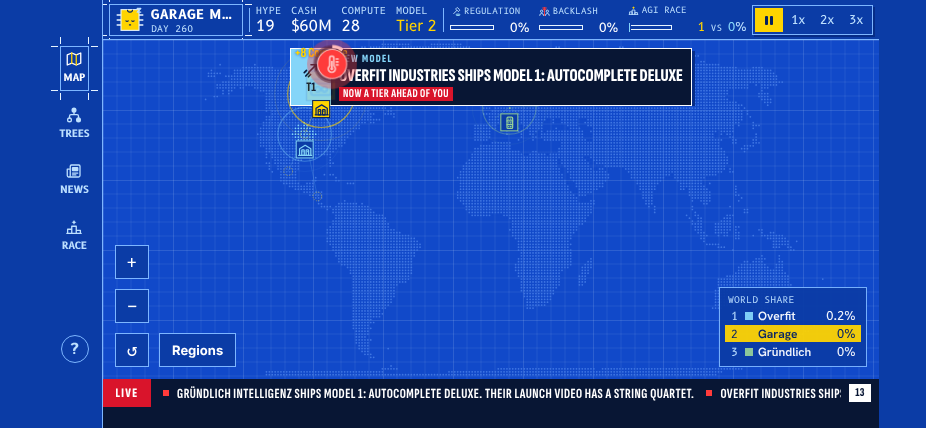 GARAGE M...
DAY 260
HYPE
19
CASH
$60M
COMPUTE
28
MODEL
Tier 2
REGULATION
0%
BACKLASH
0%
AGI RACE
1 vs 0%
1x 2x 3x
MAP
TREES
NEWS
RACE
?
T1
MODEL
OVERFIT INDUSTRIES SHIPS MODEL 1: AUTOCOMPLETE DELUXE
NOW A TIER AHEAD OF YOU
+
−
↺
Regions
WORLD SHARE
1 Overfit 0.2%
2 Garage 0%
3 Gründlich 0%
LIVE
GRÜNDLICH INTELLIGENZ SHIPS MODEL 1: AUTOCOMPLETE DELUXE. THEIR LAUNCH VIDEO HAS A STRING QUARTET.
OVERFIT INDUSTRIES SHIP
13